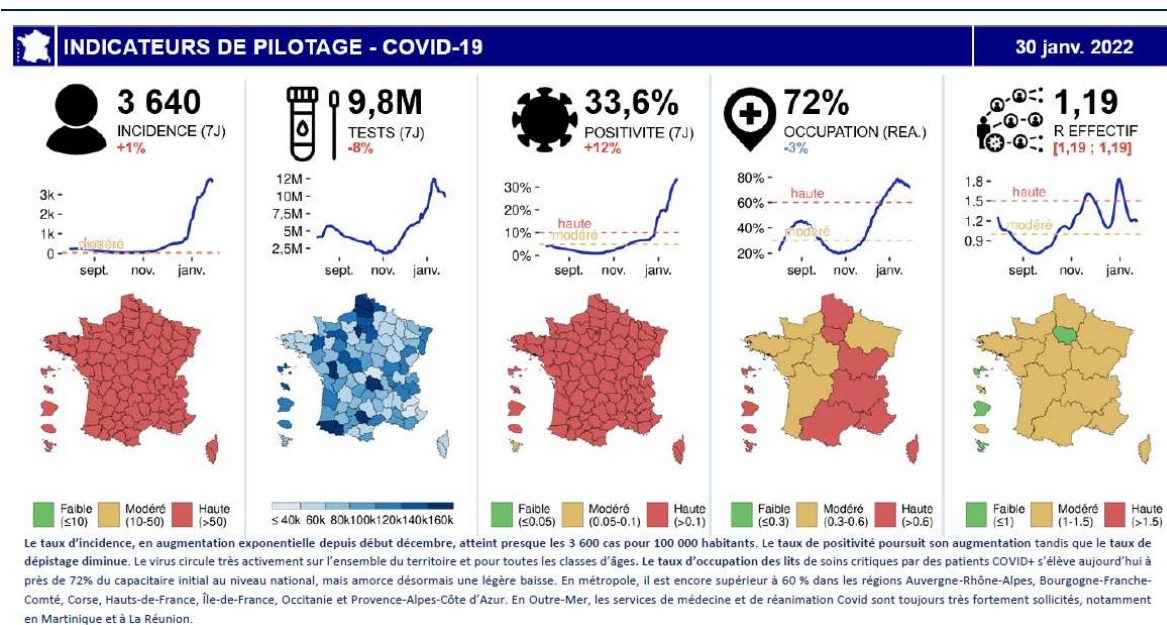 INDICATEURS DE PILOTAGE - COVID-19
30 janv. 2022
3 640
INCIDENCE (7J)
+1%
9,8M
TESTS (7J)
-8%
33,6%
POSITIVITE (7J)
+12%
72%
OCCUPATION (REA.)
-3%
1,19
R EFFECTIF
[1,19 ; 1,19]
3k
2k
1k
0
modéré
sept. nov. janv.
12M
10M
7,5M
5M
2,5M
sept. nov. janv.
30%
20%
10%
0%
haute
modéré
sept. nov. janv.
80%
60%
40%
20%
haute
modéré
sept. nov. janv.
1.8
1.5
1.2
0.9
haute
modéré
sept. nov. janv.
Faible (≤10)
Modéré (10-50)
Haute (>50)
≤ 40k 60k 80k100k120k140k160k
Faible (≤0.05)
Modéré (0.05-0.1)
Haute (>0.1)
Faible (≤0.3)
Modéré (0.3-0.6)
Haute (>0.6)
Faible (≤1)
Modéré (1-1.5)
Haute (>1.5)
Le taux d'incidence, en augmentation exponentielle depuis début décembre, atteint presque les 3 600 cas pour 100 000 habitants. Le taux de positivité poursuit son augmentation tandis que le taux de
dépistage diminue. Le virus circule très activement sur l'ensemble du territoire et pour toutes les classes d'âges. Le taux d'occupation des lits de soins critiques par des patients COVID+ s'élève aujourd'hui à
près de 72% du capacitaire initial au niveau national, mais amorce désormais une légère baisse. En métropole, il est encore supérieur à 60 % dans les régions Auvergne-Rhône-Alpes, Bourgogne-Franche-
Comté, Corse, Hauts-de-France, Île-de-France, Occitanie et Provence-Alpes-Côte d'Azur. En Outre-Mer, les services de médecine et de réanimation Covid sont toujours très fortement sollicités, notamment
en Martinique et à La Réunion.